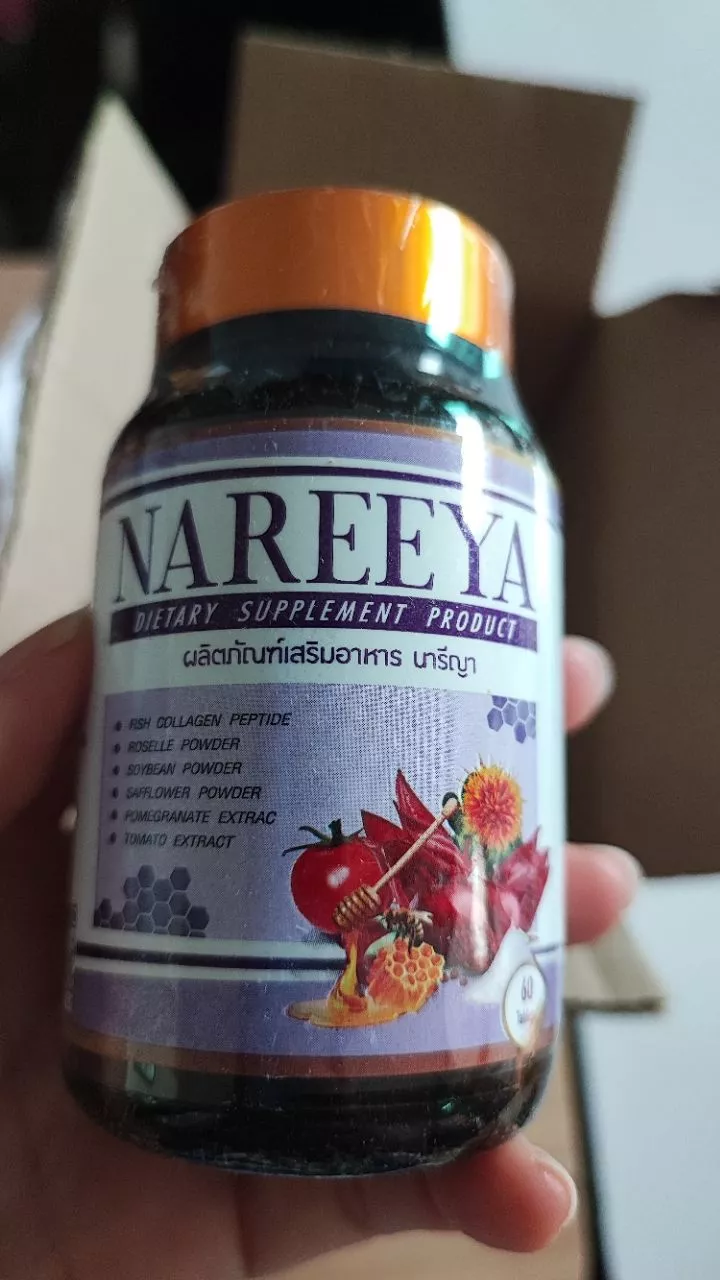 NAREEYA
DIETARY SUPPLEMENT PRODUCT
ผลิตภัณฑ์เสริมอาหาร นารีญา
FISH COLLAGEN PEPTIDE
ROSELLE POWDER
SOYBEAN POWDER
SAFFLOWER POWDER
POMEGRANATE EXTRAC
TOMATO EXTRACT
60